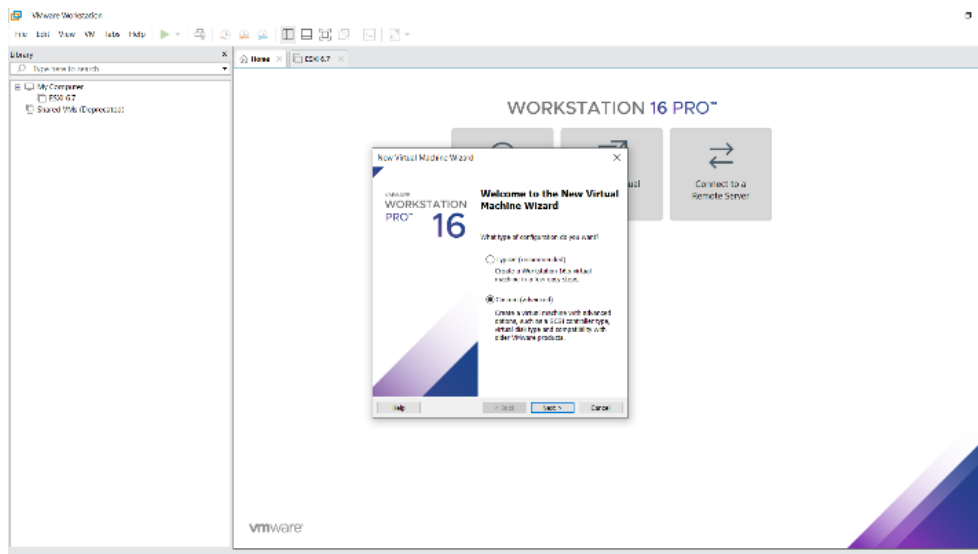 VMware Workstation
File Edit View VM Tabs Help
Library
Home
ESXi 6.7
Type here to search
My Computer
ESXi 6.7
Shared VMs (Deprecated)
WORKSTATION 16 PRO™
Connect to a
Remote Server
New Virtual Machine Wizard
VMWARE
WORKSTATION
PRO™
16
Welcome to the New Virtual
Machine Wizard
What type of configuration do you want?
Typical (recommended)
Create a Workstation 16.x virtual
machine in a few easy steps.
Custom (advanced)
Create a virtual machine with advanced
options, such as a SCSI controller type,
virtual disk type and compatibility with
older VMware products.
Help
< Back
Next >
Cancel
vmware